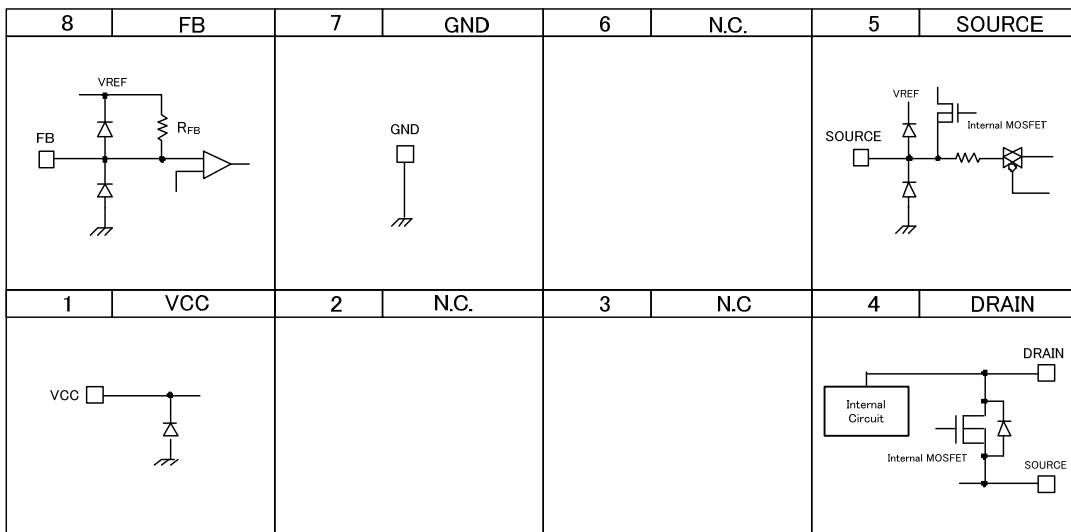 8 FB 7 GND 6 N.C. 5 SOURCE
VREF
RFB
FB
GND
VREF
Internal MOSFET
SOURCE
1 VCC 2 N.C. 3 N.C 4 DRAIN
VCC
DRAIN
Internal
Circuit
Internal MOSFET
SOURCE